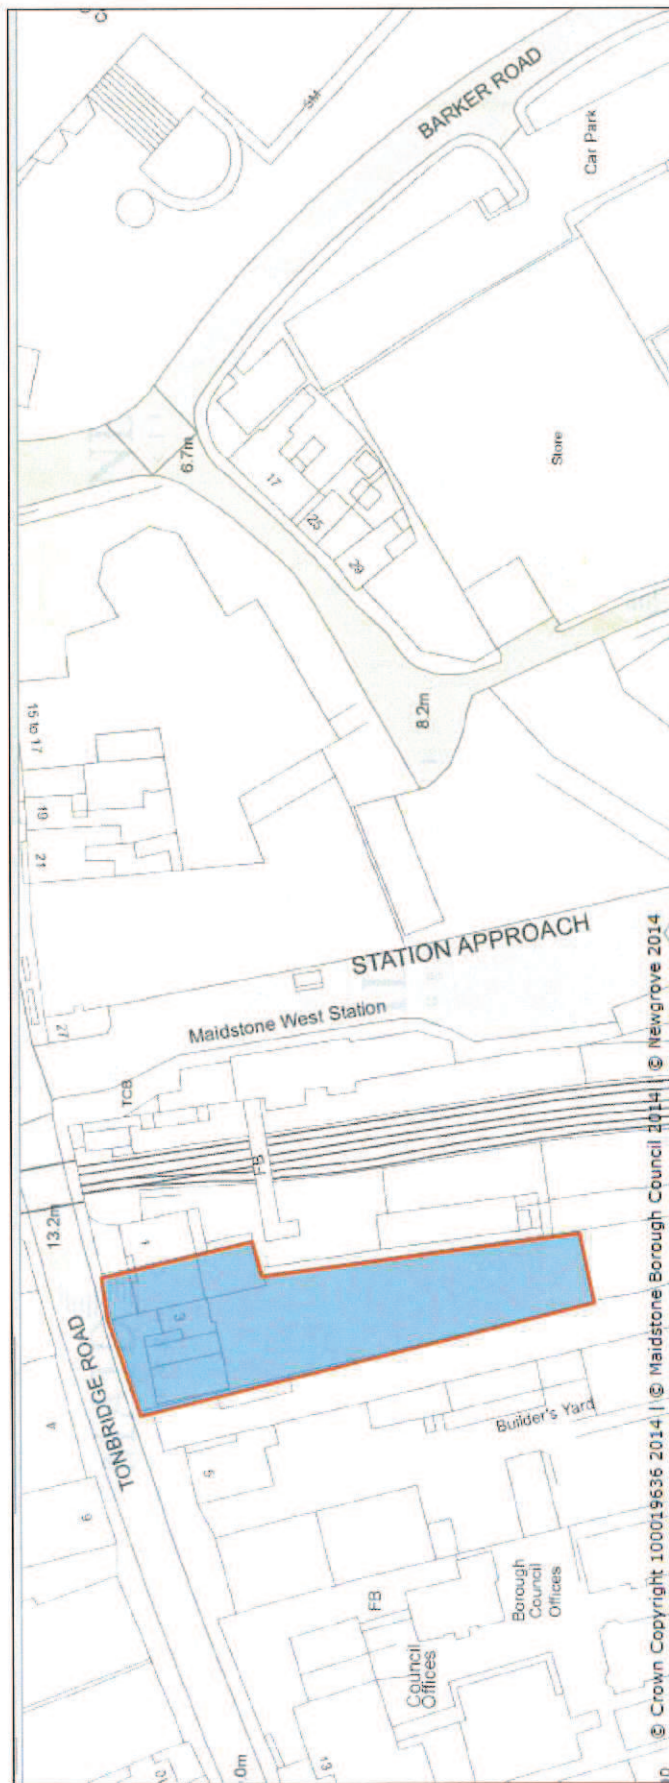 BARKER ROAD
SM
Car Park
6.7m
17
25
29
Store
8.2m
15 to 17
19
21
STATION APPROACH
Maidstone West Station
27
TCB
FB
13.2m
1
3
TONBRIDGE ROAD
4
6
5
Builder's Yard
FB
Borough
Council
Offices
Council
Offices
13
.0m
© Crown Copyright 100019636 2014 | © Maidstone Borough Council 2014 | © Newgrove 2014